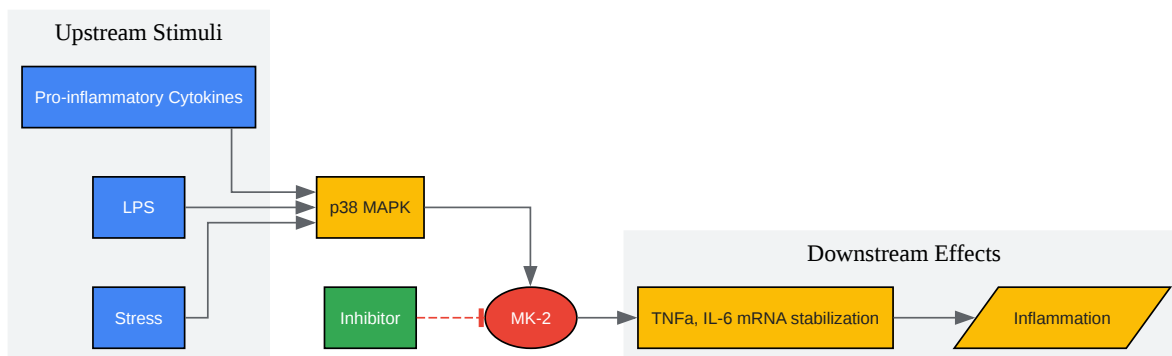 Upstream Stimuli
Pro-inflammatory Cytokines
LPS
p38 MAPK
Stress
Inhibitor
MK-2
Downstream Effects
TNFa, IL-6 mRNA stabilization
Inflammation